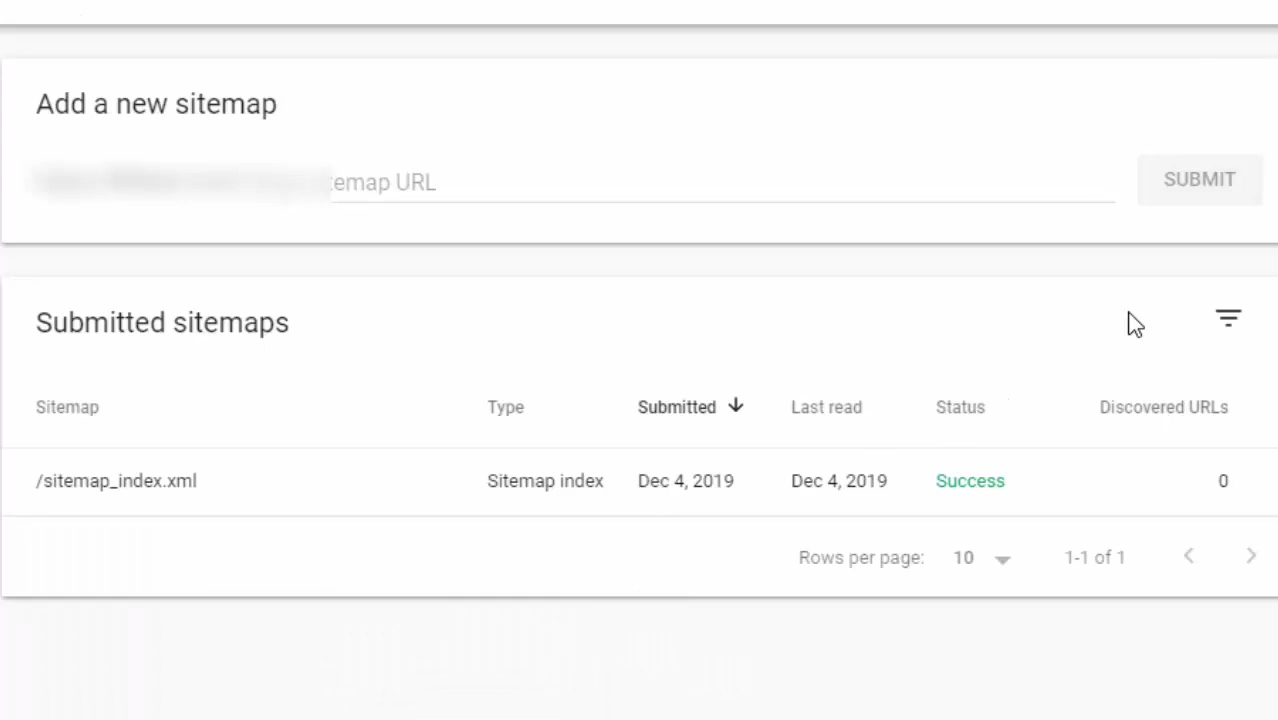 Add a new sitemap
temap URL
SUBMIT
Submitted sitemaps
Sitemap Type Submitted Last read Status Discovered URLs
/sitemap_index.xml Sitemap index Dec 4, 2019 Dec 4, 2019 Success 0
Rows per page: 10 1-1 of 1